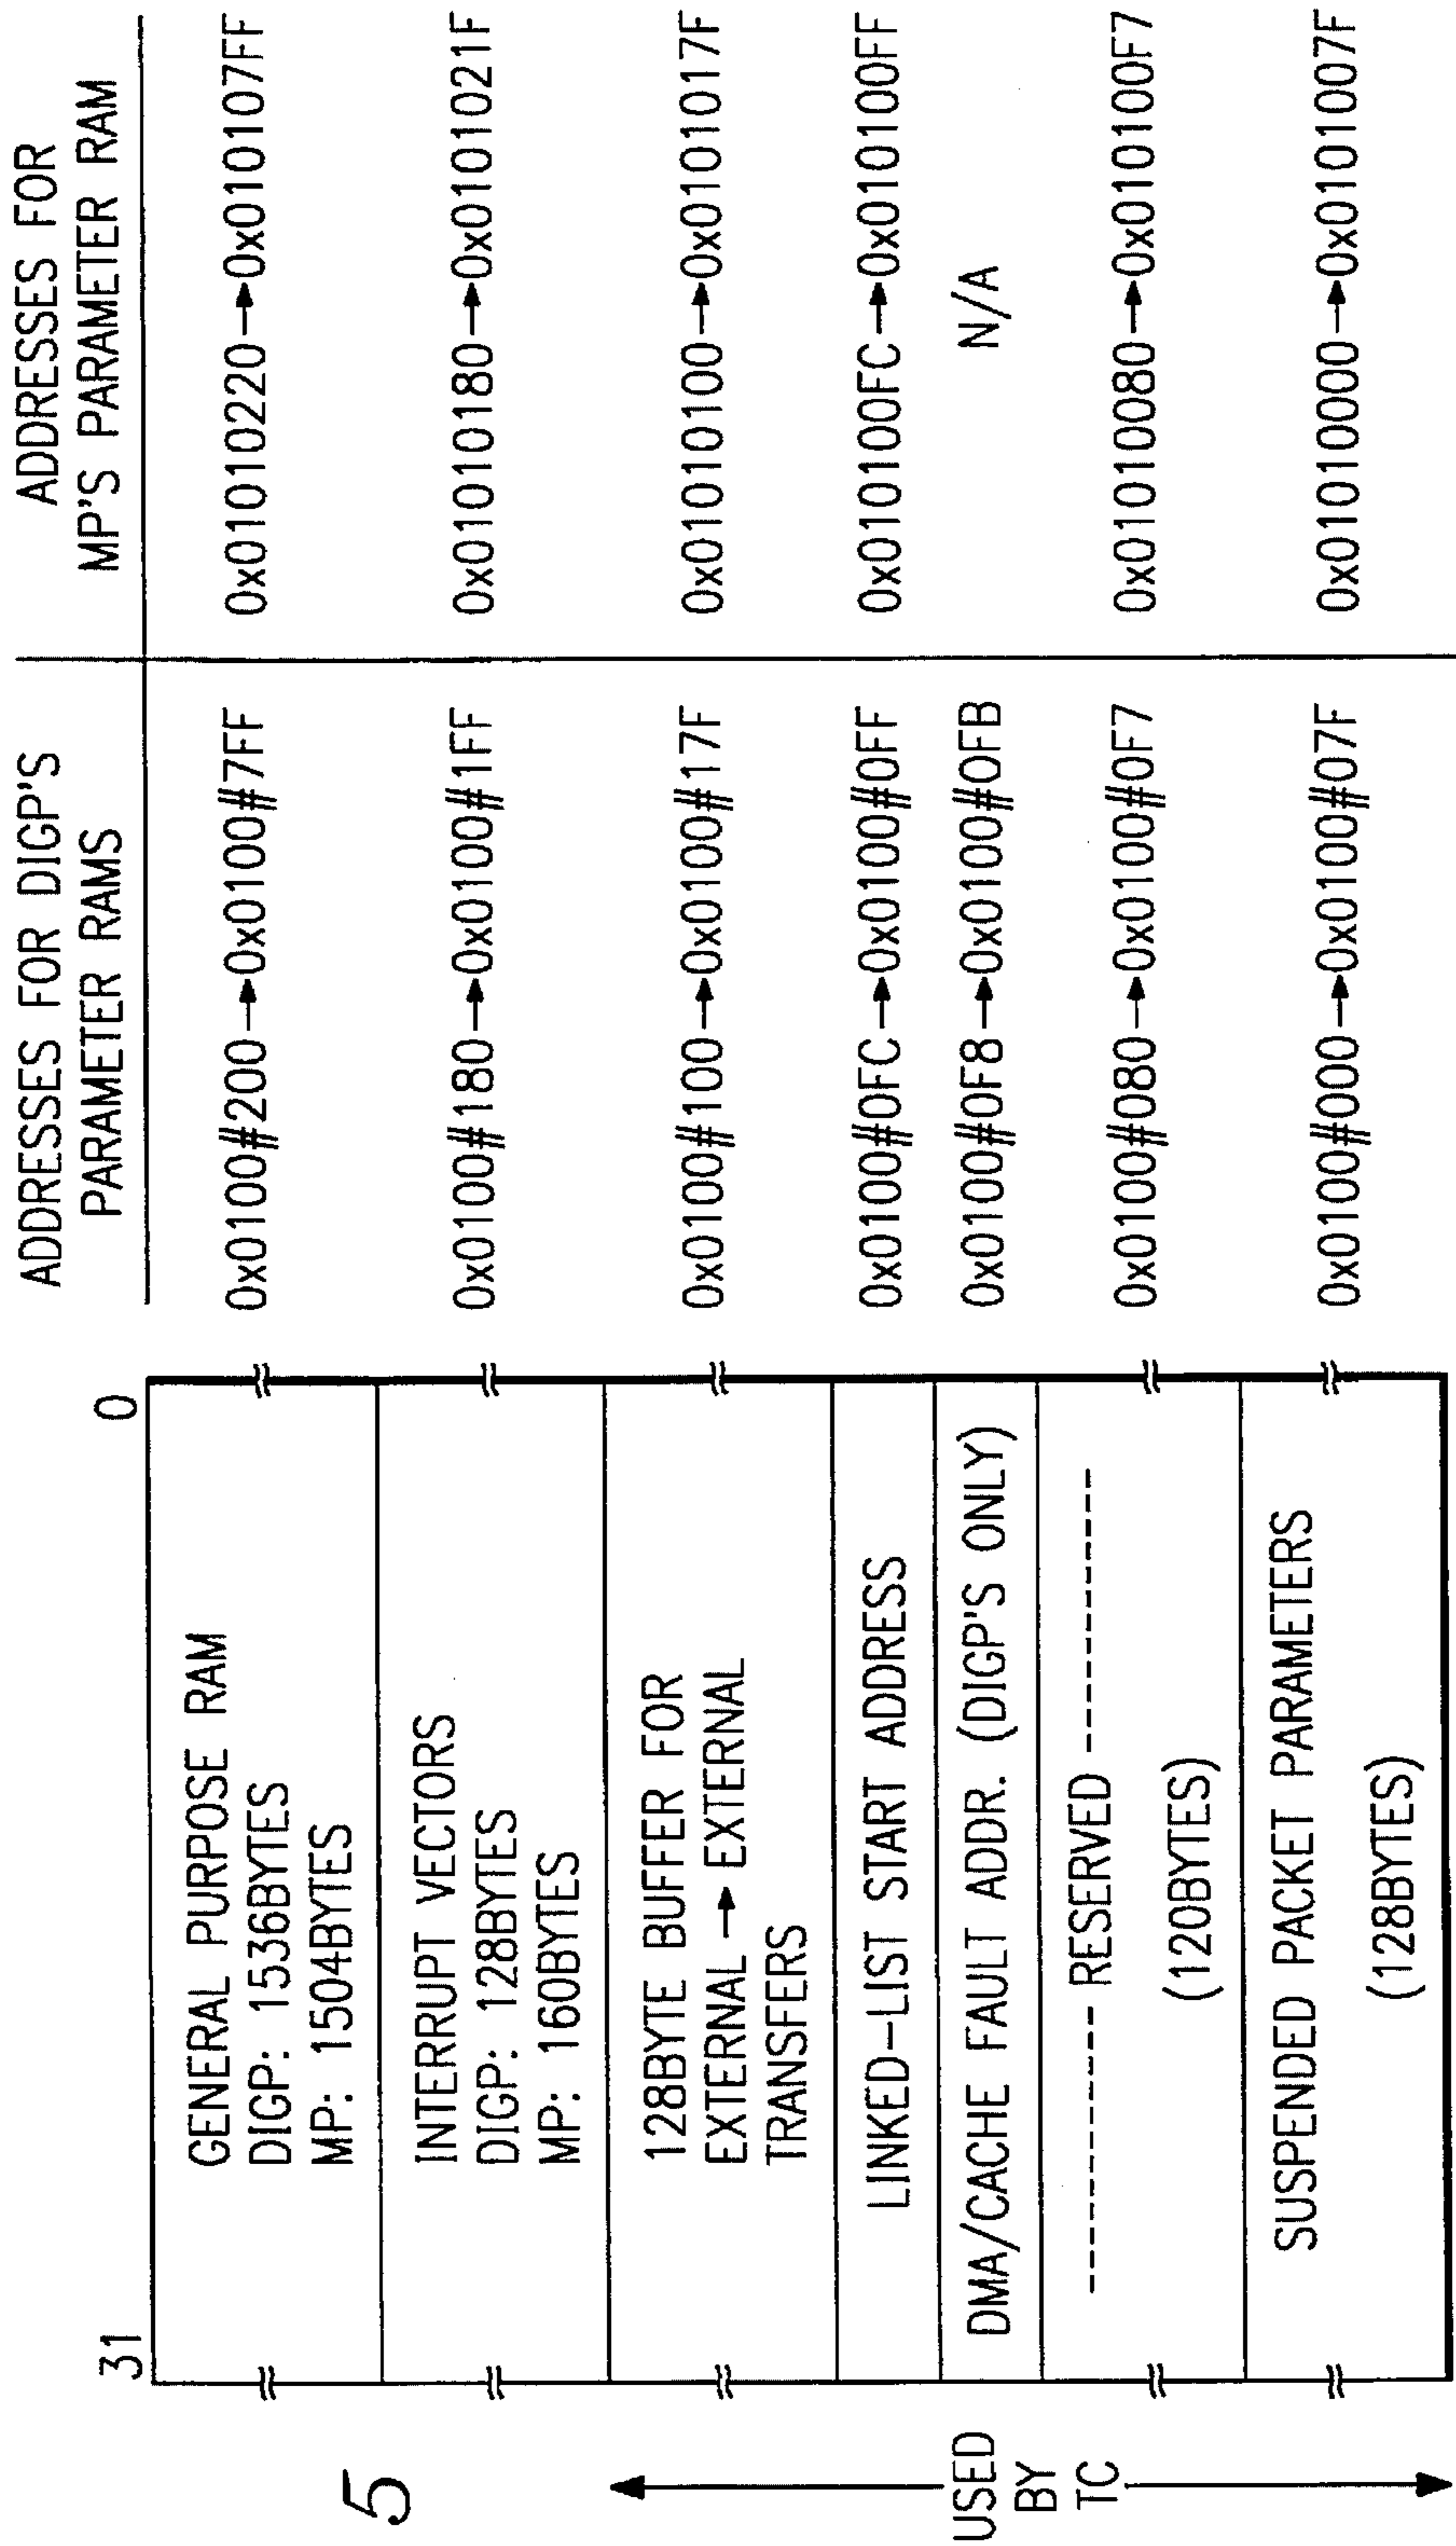 ADDRESSES FOR DIGP'S
PARAMETER RAMS
ADDRESSES FOR
MP'S PARAMETER RAM
31
0
GENERAL PURPOSE RAM
DIGP: 1536BYTES
MP: 1504BYTES
0x0100#200→0x0100#7FF
0x01010220→0x010107FF
5
INTERRUPT VECTORS
DIGP: 128BYTES
MP: 160BYTES
0x0100#180→0x0100#1FF
0x01010180→0x0101021F
128BYTE BUFFER FOR
EXTERNAL → EXTERNAL
TRANSFERS
0x0100#100→0x0100#17F
0x01010100→0x0101017F
LINKED-LIST START ADDRESS
0x0100#0FC→0x0100#0FF
0x010100FC→0x010100FF
DMA/CACHE FAULT ADDR. (DIGP'S ONLY)
0x0100#0F8→0x0100#0FB
N/A
USED
BY
TC
RESERVED
(120BYTES)
0x0100#080→0x0100#0F7
0x01010080→0x010100F7
SUSPENDED PACKET PARAMETERS
(128BYTES)
0x0100#000→0x0100#07F
0x01010000→0x0101007F